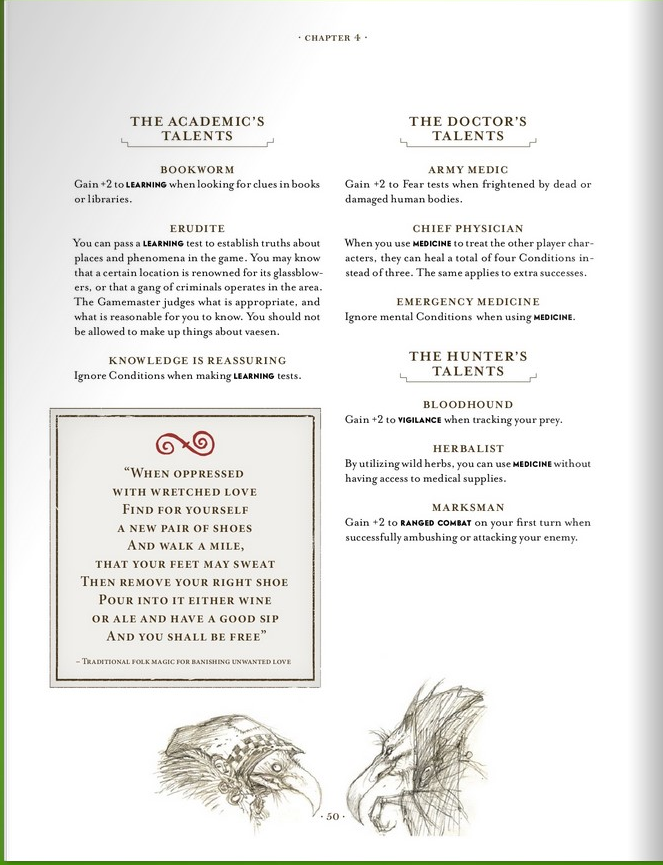 · CHAPTER 4 ·
THE ACADEMIC'S
TALENTS
BOOKWORM
Gain +2 to LEARNING when looking for clues in books
or libraries.
ERUDITE
You can pass a LEARNING test to establish truths about
places and phenomena in the game. You may know
that a certain location is renowned for its glassblow-
ers, or that a gang of criminals operates in the area.
The Gamemaster judges what is appropriate, and
what is reasonable for you to know. You should not
be allowed to make up things about vaesen.
KNOWLEDGE IS REASSURING
Ignore Conditions when making LEARNING tests.
“WHEN OPPRESSED
WITH WRETCHED LOVE
FIND FOR YOURSELF
A NEW PAIR OF SHOES
AND WALK A MILE,
THAT YOUR FEET MAY SWEAT
THEN REMOVE YOUR RIGHT SHOE
POUR INTO IT EITHER WINE
OR ALE AND HAVE A GOOD SIP
AND YOU SHALL BE FREE”
– TRADITIONAL FOLK MAGIC FOR BANISHING UNWANTED LOVE
THE DOCTOR'S
TALENTS
ARMY MEDIC
Gain +2 to Fear tests when frightened by dead or
damaged human bodies.
CHIEF PHYSICIAN
When you use MEDICINE to treat the other player char-
acters, they can heal a total of four Conditions in-
stead of three. The same applies to extra successes.
EMERGENCY MEDICINE
Ignore mental Conditions when using MEDICINE.
THE HUNTER'S
TALENTS
BLOODHOUND
Gain +2 to VIGILANCE when tracking your prey.
HERBALIST
By utilizing wild herbs, you can use MEDICINE without
having access to medical supplies.
MARKSMAN
Gain +2 to RANGED COMBAT on your first turn when
successfully ambushing or attacking your enemy.
· 50 ·